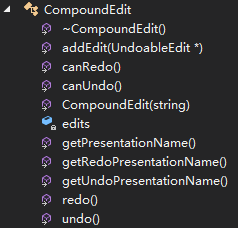 CompoundEdit
~CompoundEdit()
addEdit(UndoableEdit *)
canRedo()
canUndo()
CompoundEdit(string)
edits
getPresentationName()
getRedoPresentationName()
getUndoPresentationName()
redo()
undo()